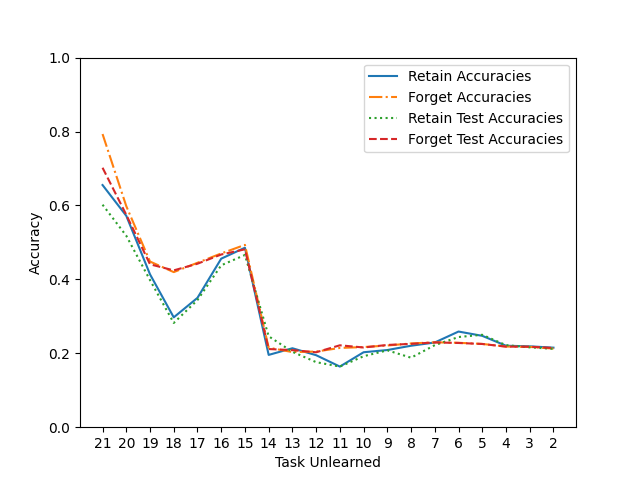 1.0
0.8
0.6
0.4
0.2
0.0
Accuracy
Retain Accuracies
Forget Accuracies
Retain Test Accuracies
Forget Test Accuracies
21 20 19 18 17 16 15 14 13 12 11 10 9 8 7 6 5 4 3 2
Task Unlearned